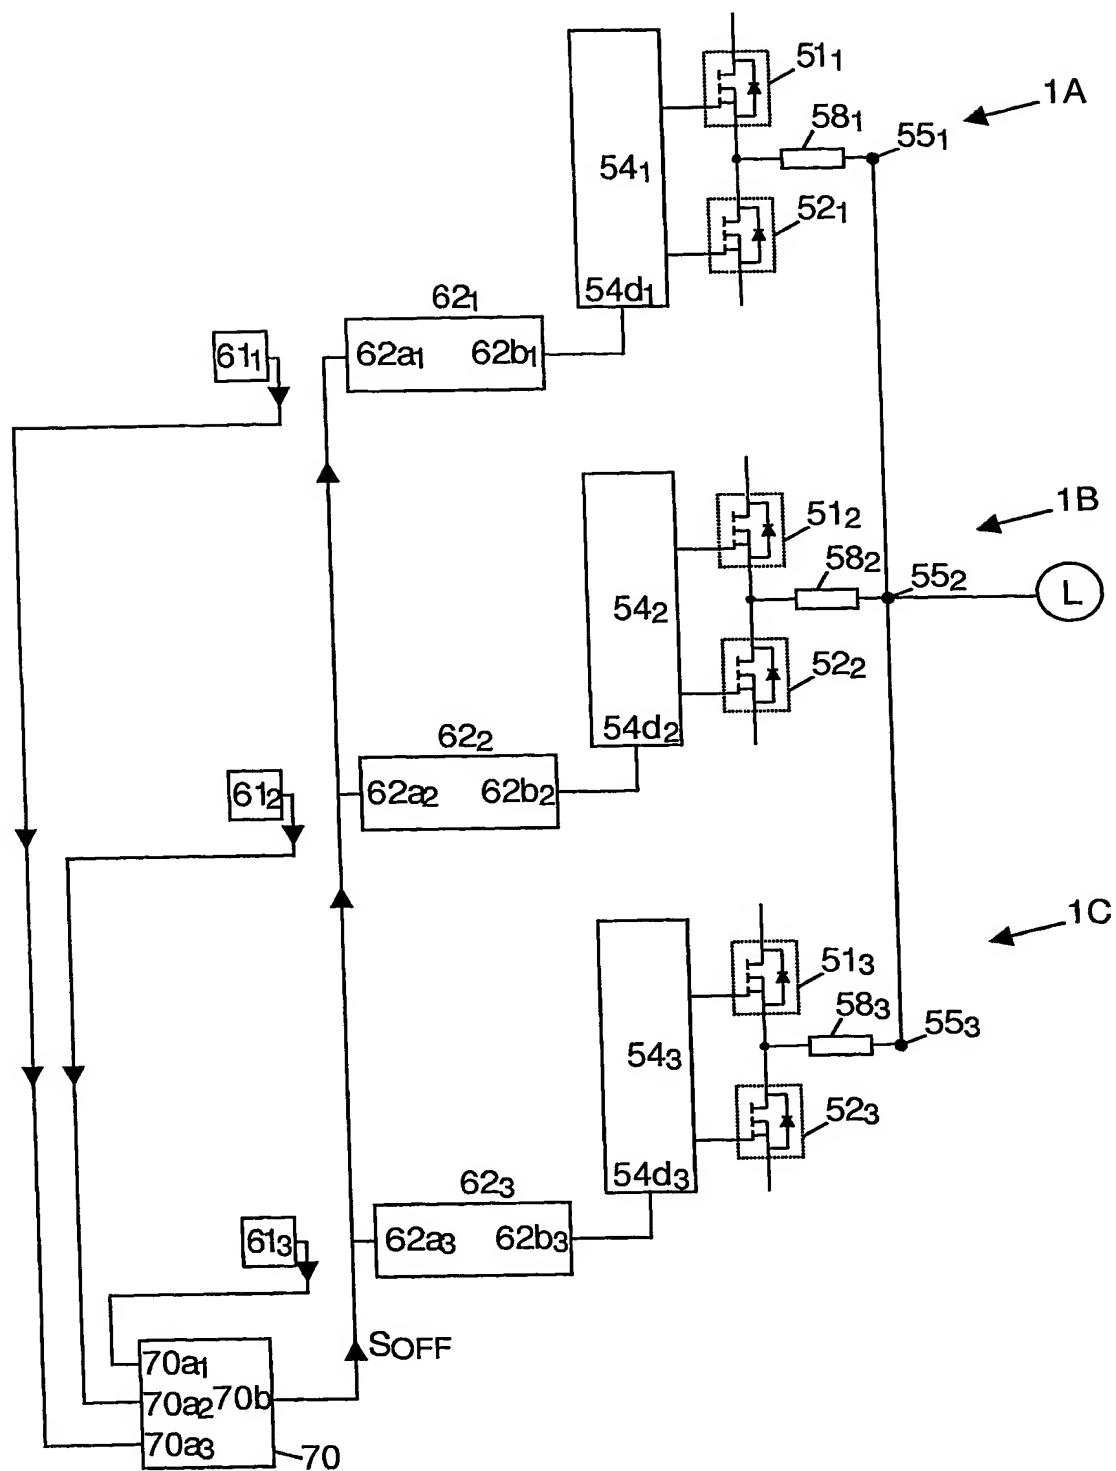 51₁
1A
58₁
55₁
54₁
52₁
54d₁
62₁
61₁
62a₁ 62b₁
1B
51₂
58₂
55₂
L
54₂
52₂
54d₂
62₂
61₂
62a₂ 62b₂
1C
51₃
58₃
55₃
54₃
52₃
54d₃
62₃
61₃
62a₃ 62b₃
SOFF
70a₁
70a₂ 70b
70a₃
70